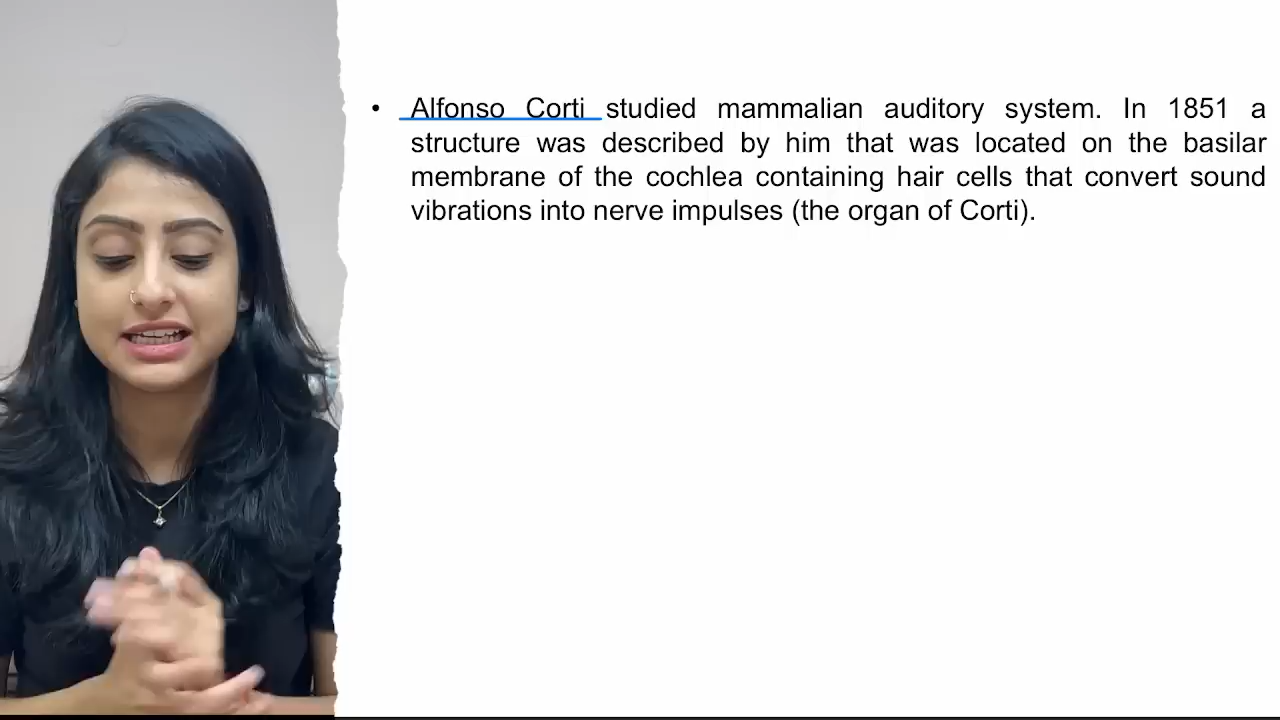 • Alfonso Corti studied mammalian auditory system. In 1851 a
structure was described by him that was located on the basilar
membrane of the cochlea containing hair cells that convert sound
vibrations into nerve impulses (the organ of Corti).